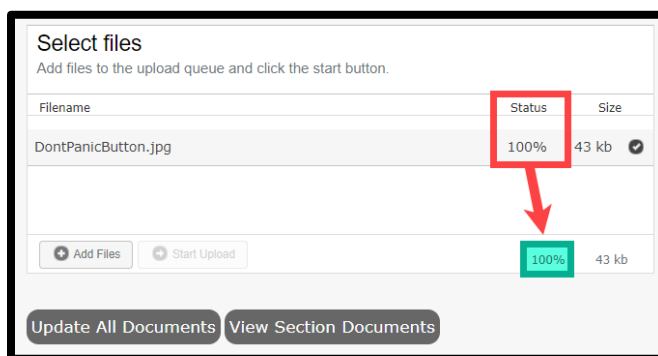 Select files
Add files to the upload queue and click the start button.
Filename Status Size
DontPanicButton.jpg 100% 43 kb
Add Files Start Upload 100% 43 kb
Update All Documents View Section Documents